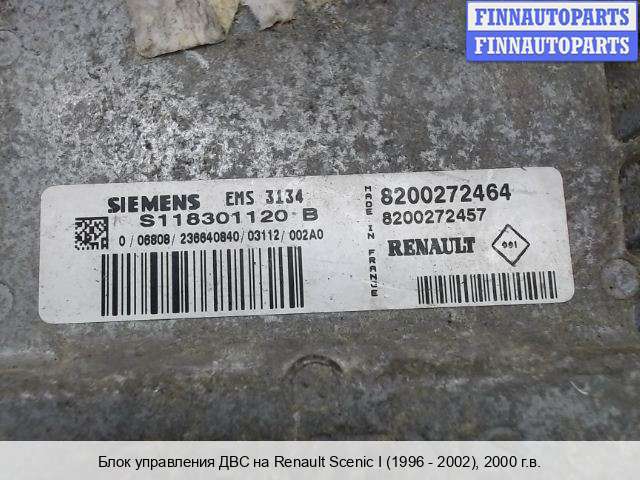 FINNAUTOPARTS
FINNAUTOPARTS
SIEMENS EMS 3134
S118301120 B
0 / 06808 / 236640840 / 03112 / 002A0
MADE IN FRANCE
8200272464
8200272457
RENAULT
991
Блок управления ДВС на Renault Scenic I (1996 - 2002), 2000 г.в.